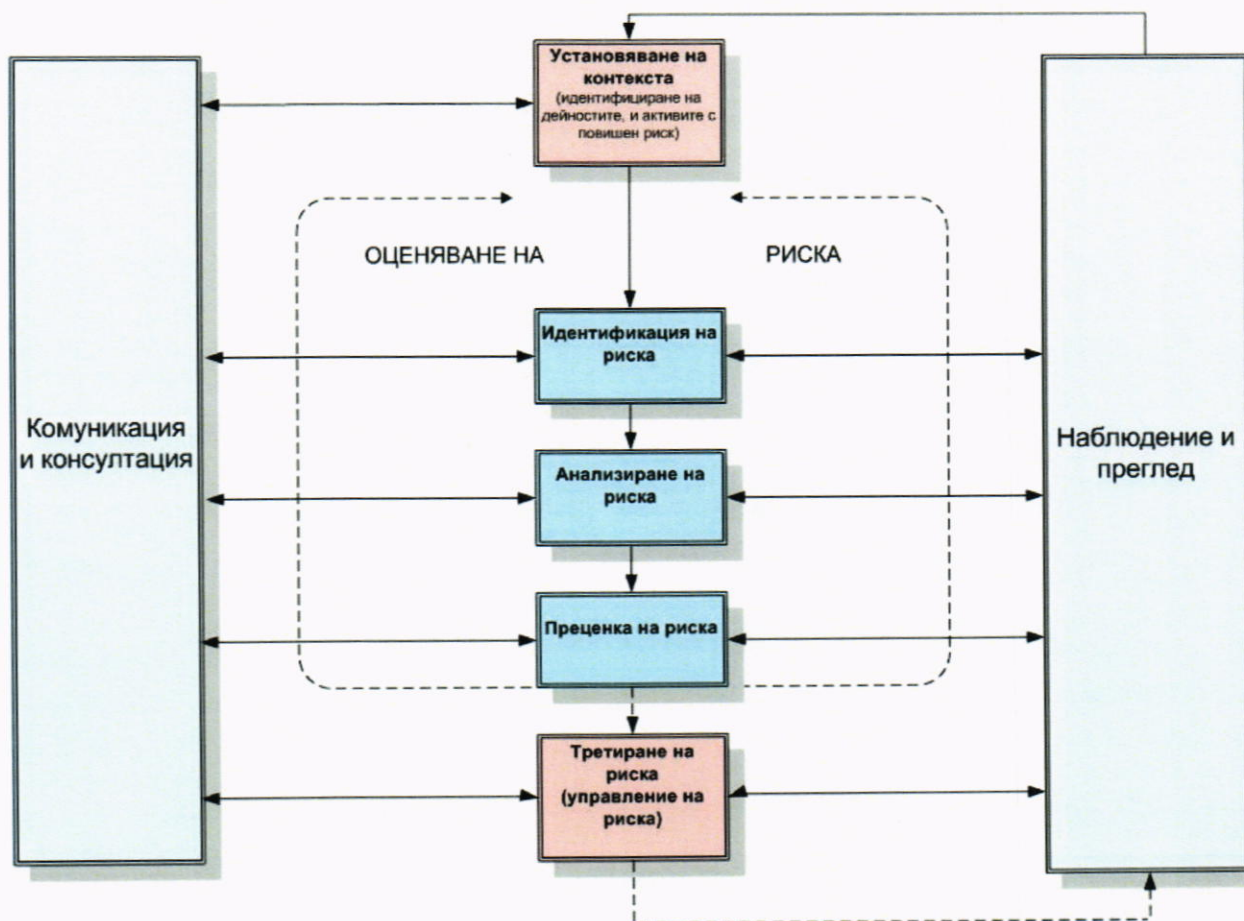 Установяване на
контекста
(идентифициране на
дейностите, и активите с
повишен риск)
ОЦЕНЯВАНЕ НА
РИСКА
Идентификация на
риска
Комуникация
и консултация
Наблюдение и
преглед
Анализиране на
риска
Преценка на риска
Третиране на
риска
(управление на
риска)